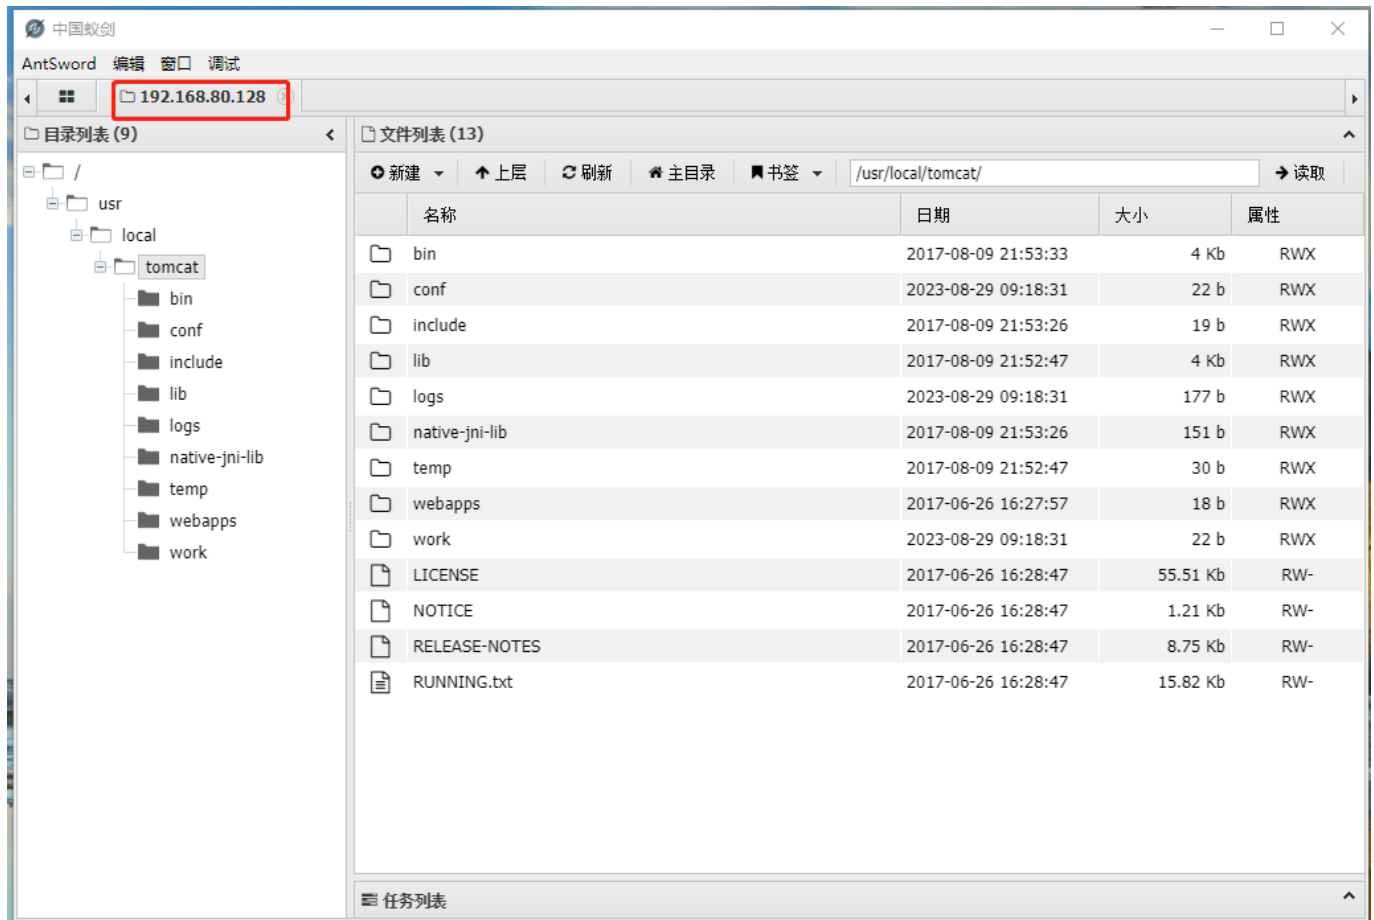 中国蚁剑
AntSword 编辑 窗口 调试
192.168.80.128
目录列表 (9)
/
usr
local
tomcat
bin
conf
include
lib
logs
native-jni-lib
temp
webapps
work
文件列表 (13)
新建 上层 刷新 主目录 书签 /usr/local/tomcat/ 读取
名称 日期 大小 属性
bin 2017-08-09 21:53:33 4 Kb RWX
conf 2023-08-29 09:18:31 22 b RWX
include 2017-08-09 21:53:26 19 b RWX
lib 2017-08-09 21:52:47 4 Kb RWX
logs 2023-08-29 09:18:31 177 b RWX
native-jni-lib 2017-08-09 21:53:26 151 b RWX
temp 2017-08-09 21:52:47 30 b RWX
webapps 2017-06-26 16:27:57 18 b RWX
work 2023-08-29 09:18:31 22 b RWX
LICENSE 2017-06-26 16:28:47 55.51 Kb RW-
NOTICE 2017-06-26 16:28:47 1.21 Kb RW-
RELEASE-NOTES 2017-06-26 16:28:47 8.75 Kb RW-
RUNNING.txt 2017-06-26 16:28:47 15.82 Kb RW-
任务列表